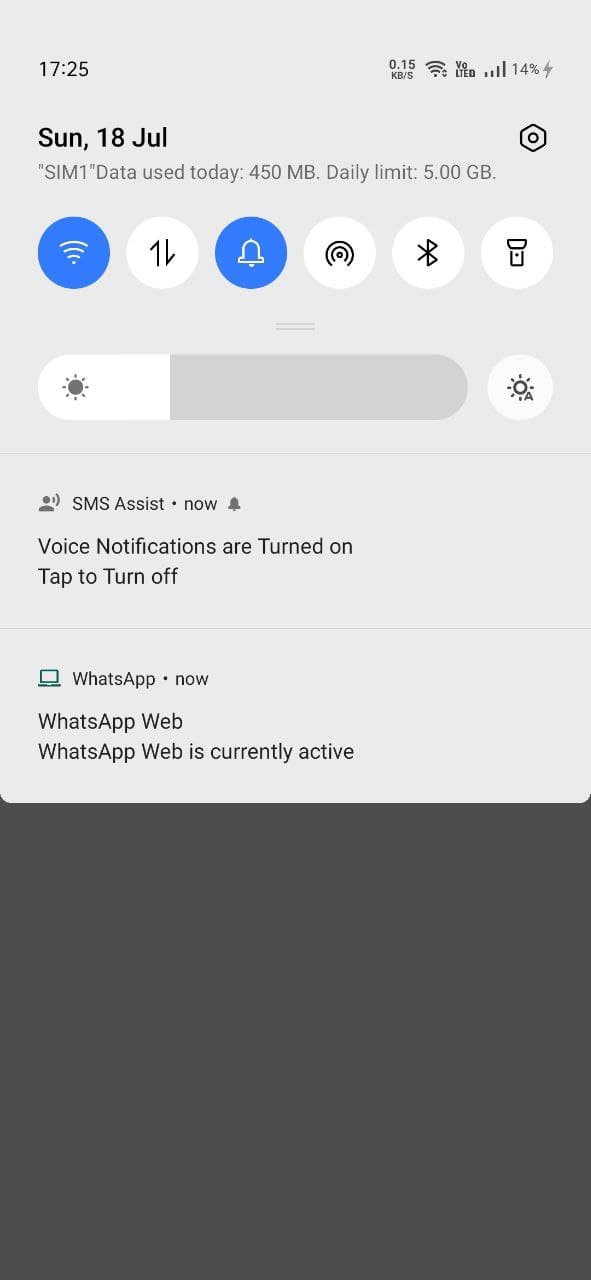 17:25
0.15
KB/S
Vo
LTE
14%
Sun, 18 Jul
"SIM1"Data used today: 450 MB. Daily limit: 5.00 GB.
A
SMS Assist • now
Voice Notifications are Turned on
Tap to Turn off
WhatsApp • now
WhatsApp Web
WhatsApp Web is currently active